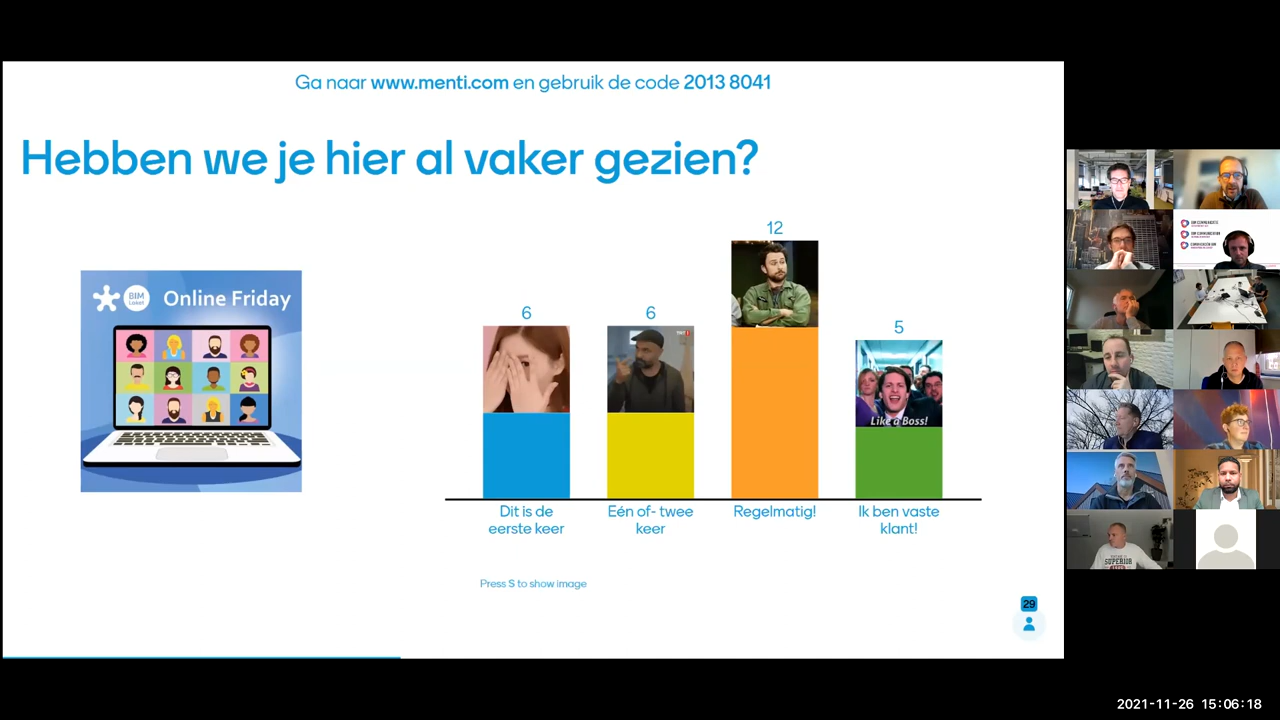 Ga naar www.menti.com en gebruik de code 2013 8041
Hebben we je hier al vaker gezien?
BIM
Loket
Online Friday
6
6
12
5
Like a Boss!
Dit is de
eerste keer
Eén of- twee
keer
Regelmatig!
Ik ben vaste
klant!
Press S to show image
29
SUPERIOR
2021-11-26 15:06:18